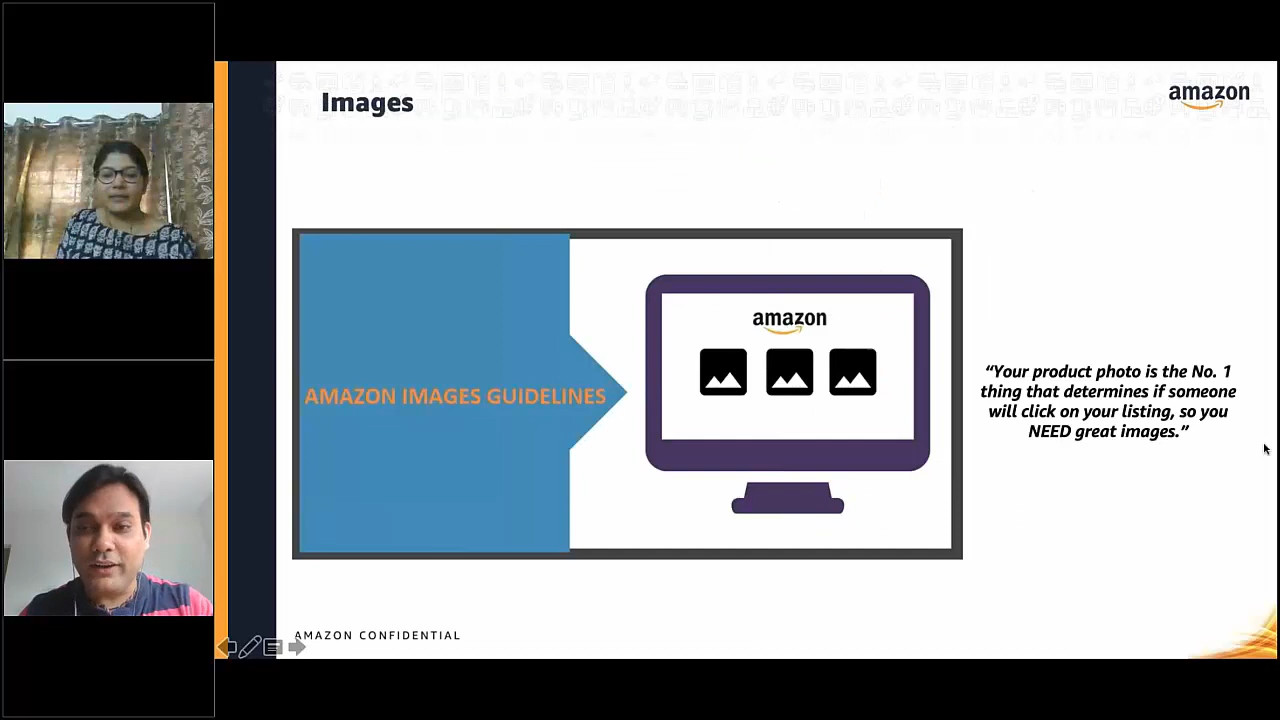 Images
amazon
amazon
AMAZON IMAGES GUIDELINES
“Your product photo is the No. 1
thing that determines if someone
will click on your listing, so you
NEED great images.”
AMAZON CONFIDENTIAL